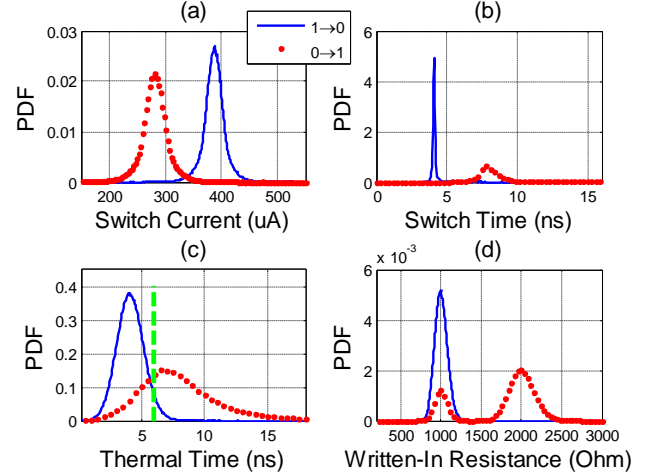 (a)
(b)
1→0
0→1
PDF
0.03
0.02
0.01
0
200
300
400
500
Switch Current (uA)
PDF
6
4
2
0
0
5
10
15
Switch Time (ns)
(c)
(d)
PDF
0.4
0.3
0.2
0.1
0
5
10
15
Thermal Time (ns)
x 10⁻³
PDF
6
4
2
0
500
1000
1500
2000
2500
3000
Written-In Resistance (Ohm)